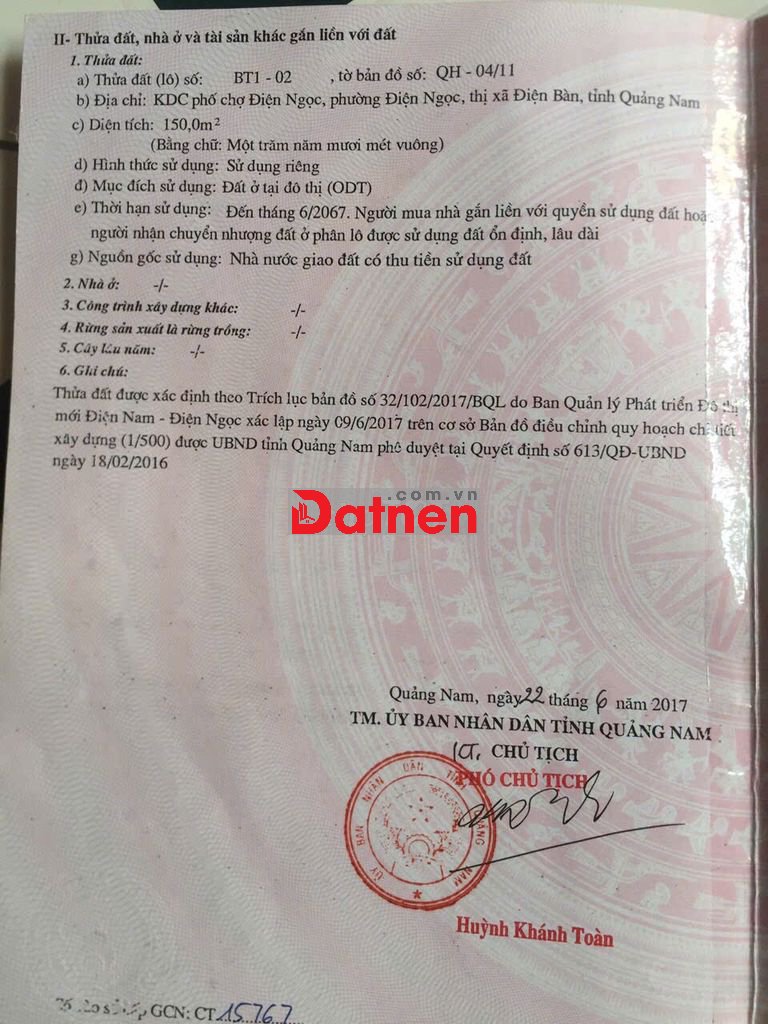 II- Thửa đất, nhà ở và tài sản khác gắn liền với đất
1. Thửa đất:
a) Thửa đất (lô) số: BT1 - 02 , tờ bản đồ số: QH - 04/11
b) Địa chỉ: KDC phố chợ Điện Ngọc, phường Điện Ngọc, thị xã Điện Bàn, tỉnh Quảng Nam
c) Diện tích: 150,0m²
(Bằng chữ: Một trăm năm mươi mét vuông)
d) Hình thức sử dụng: Sử dụng riêng
đ) Mục đích sử dụng: Đất ở tại đô thị (ODT)
e) Thời hạn sử dụng: Đến tháng 6/2067. Người mua nhà gắn liền với quyền sử dụng đất hoặ
người nhận chuyển nhượng đất ở phân lô được sử dụng đất ổn định, lâu dài
g) Nguồn gốc sử dụng: Nhà nước giao đất có thu tiền sử dụng đất
2. Nhà ở: -/-
3. Công trình xây dựng khác: -/-
4. Rừng sản xuất là rừng trồng: -/-
5. Cây lâu năm: -/-
6. Ghi chú:
Thửa đất được xác định theo Trích lục bản đồ số 32/102/2017/BQL do Ban Quản lý Phát triển Đô thị
mới Điện Nam - Điện Ngọc xác lập ngày 09/6/2017 trên cơ sở Bản đồ điều chỉnh quy hoạch chi tiết
xây dựng (1/500) được UBND tỉnh Quảng Nam phê duyệt tại Quyết định số 613/QĐ-UBND
ngày 18/02/2016
.com.vn
Datnen
Quảng Nam, ngày 22 tháng 6 năm 2017
TM. ỦY BAN NHÂN DÂN TỈNH QUẢNG NAM
KT. CHỦ TỊCH
PHÓ CHỦ TỊCH
ỦY BAN NHÂN DÂN TỈNH QUẢNG NAM
Huỳnh Khánh Toàn
GCN: CT 15767